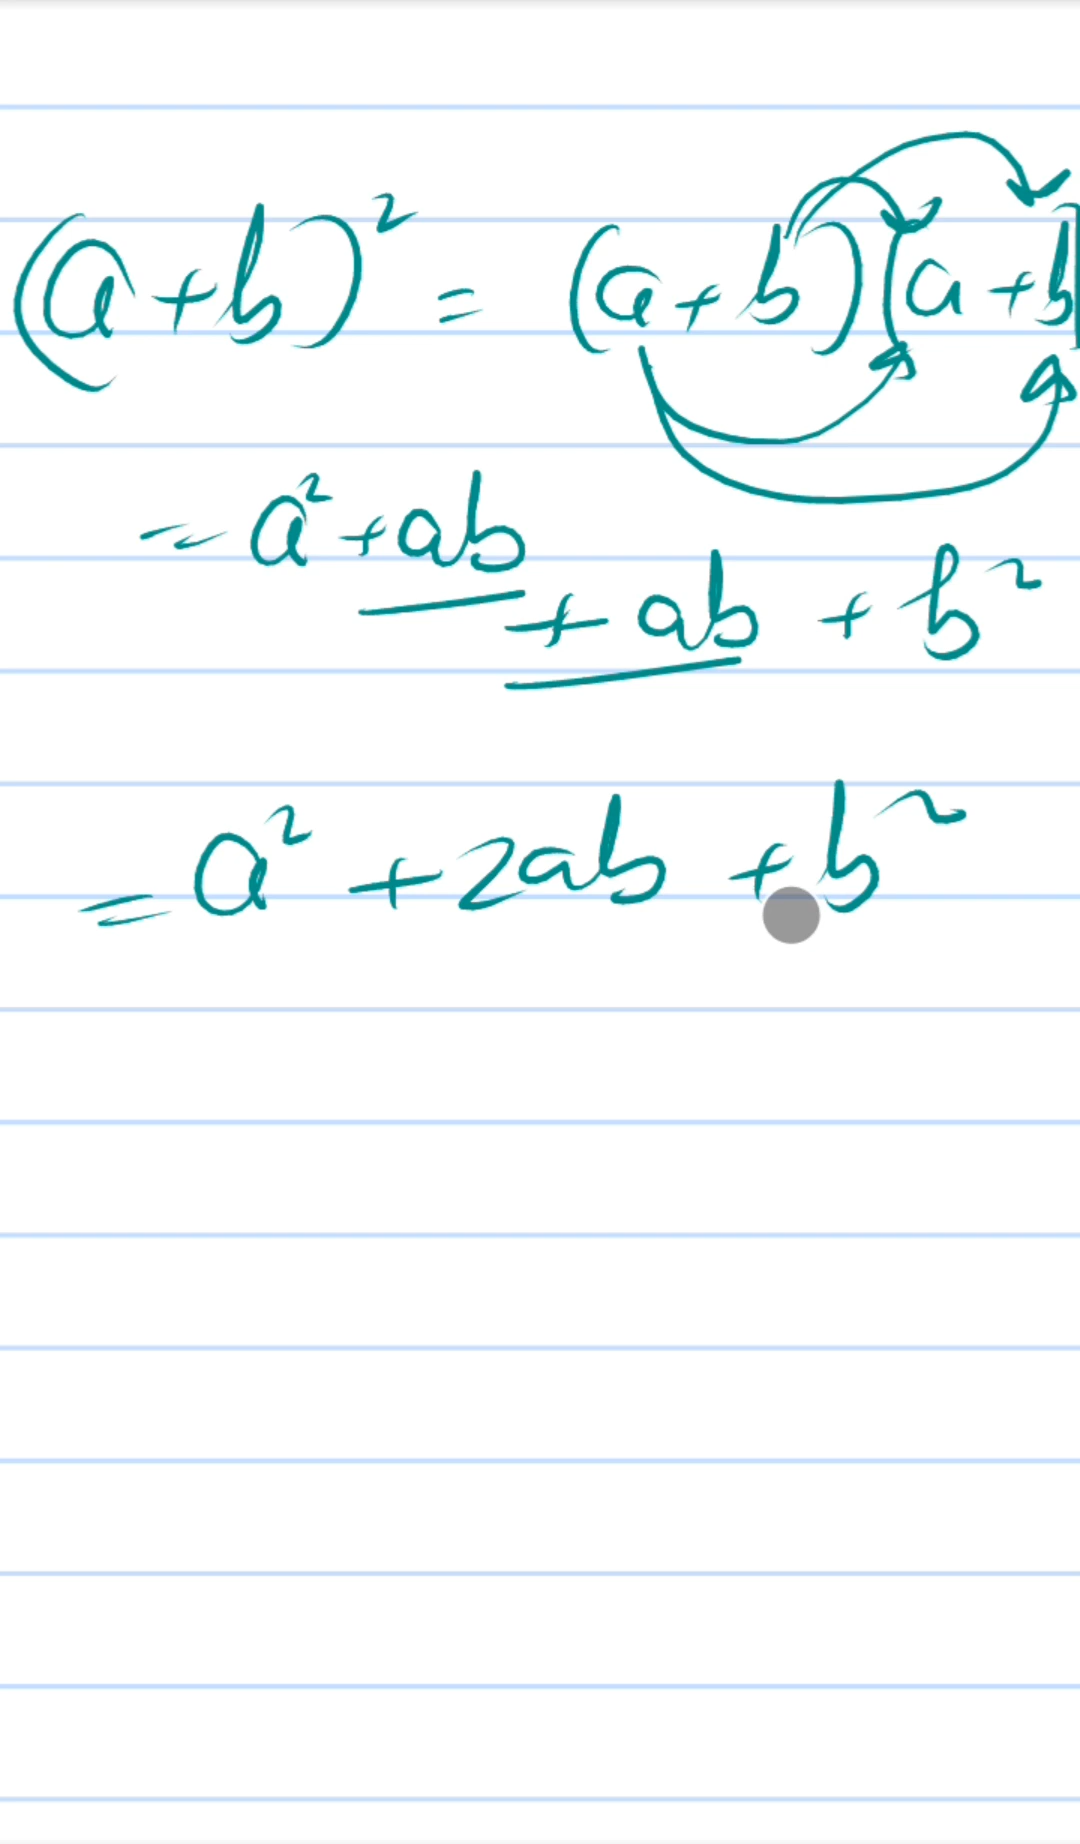 (a+b)² = (a+b)(a+b)
= a²+ab
+ ab + b²
= a² +2ab +b²